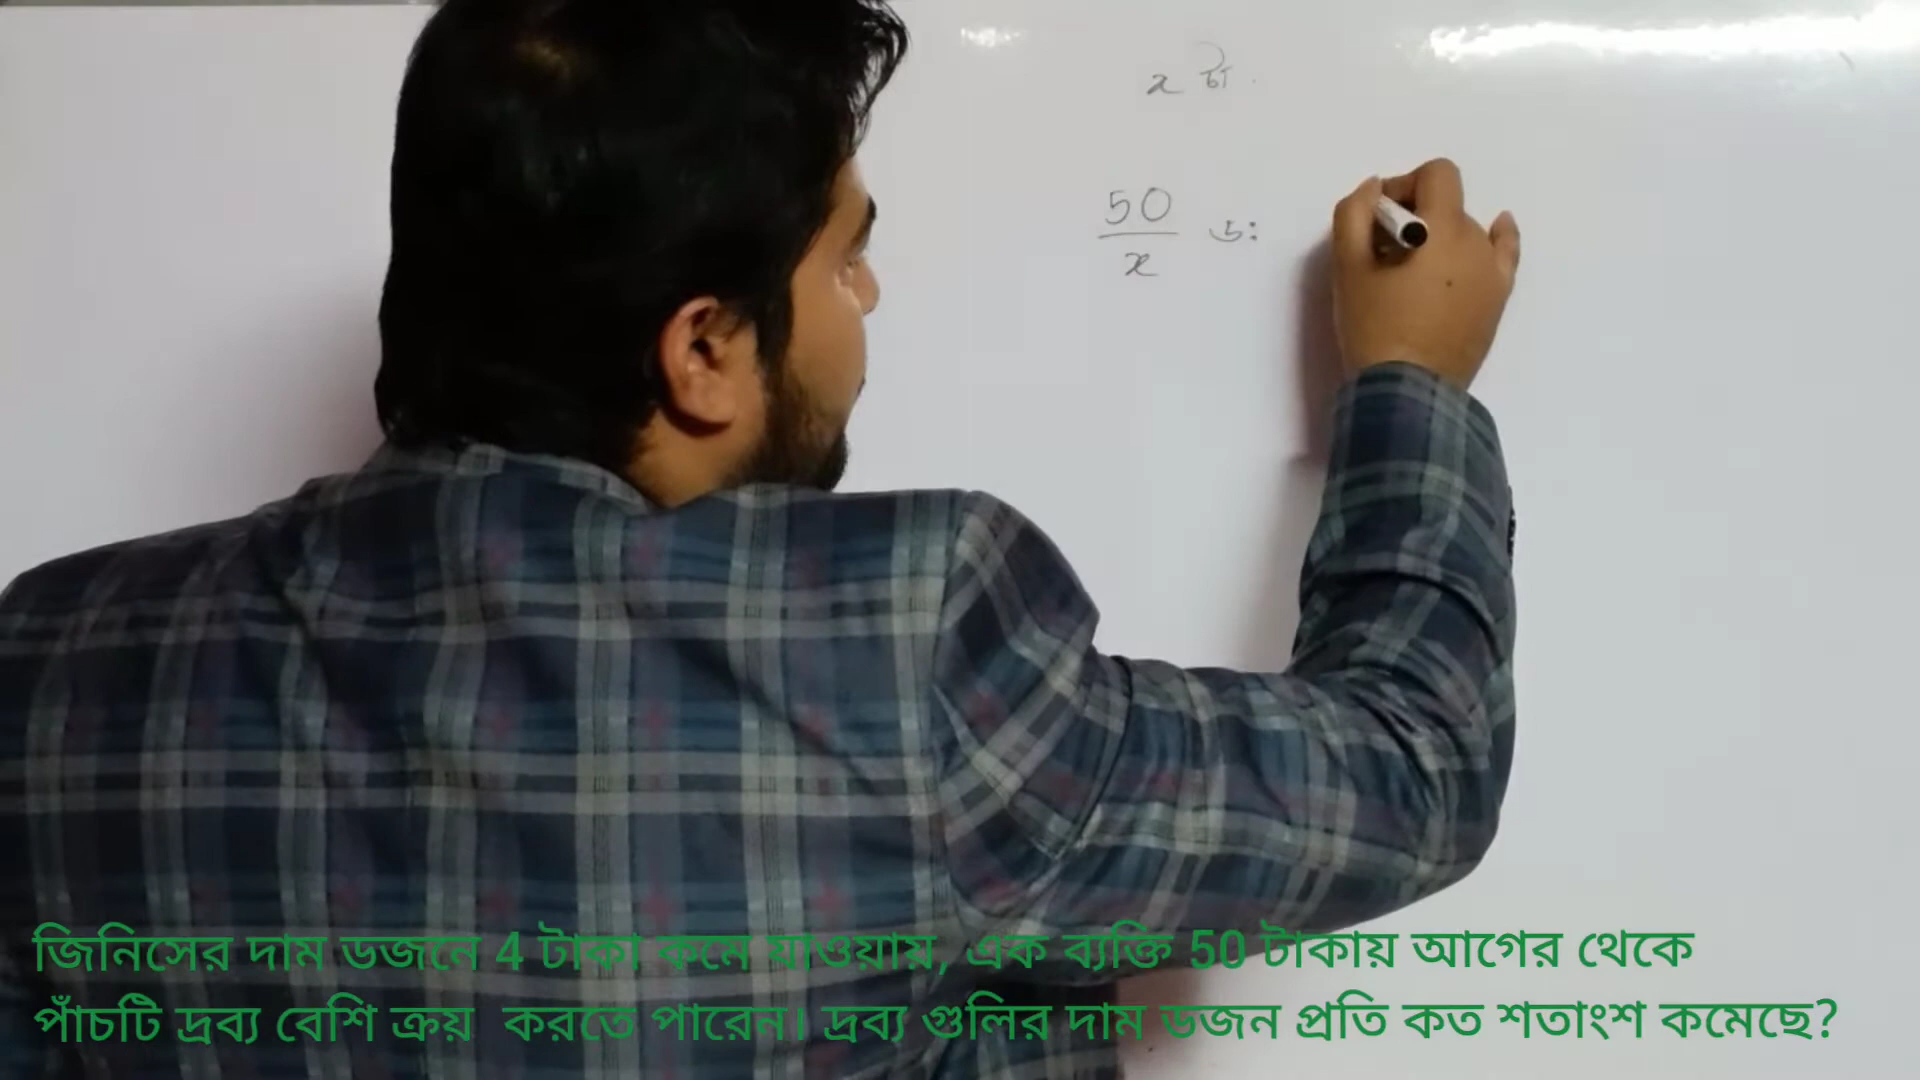 x টা.
50
x
ডঃ
জিনিসের দাম ডজনে 4 টাকা কমে যাওয়ায়, এক ব্যক্তি 50 টাকায় আগের থেকে
পাঁচটি দ্রব্য বেশি ক্রয় করতে পারেন। দ্রব্য গুলির দাম ডজন প্রতি কত শতাংশ কমেছে?